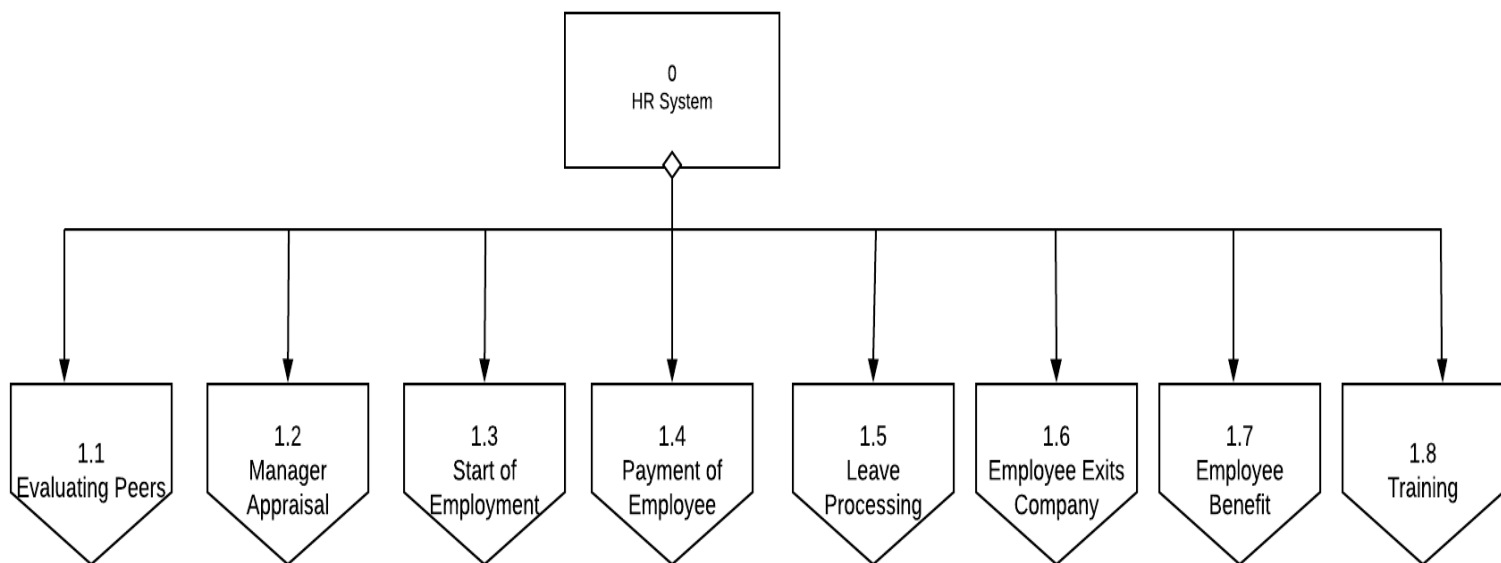 0
HR System
1.1
Evaluating Peers
1.2
Manager
Appraisal
1.3
Start of
Employment
1.4
Payment of
Employee
1.5
Leave
Processing
1.6
Employee Exits
Company
1.7
Employee
Benefit
1.8
Training